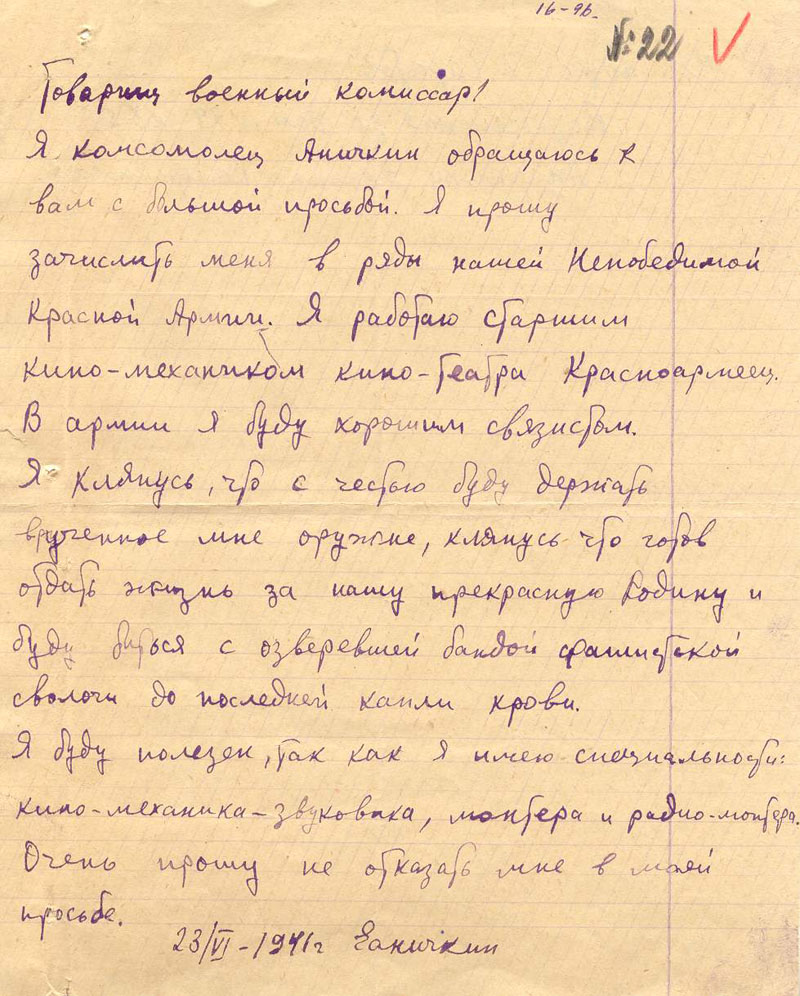 16-96.
№ 22
Товарищ военный комиссар!
Я комсомолец Аничкин обращаюсь к
вам с большой просьбой. Я прошу
зачислить меня в ряды нашей Непобедимой
Красной Армии. Я работаю старшим
кино-механиком кино-театра Красноармеец.
В армии я буду хорошим связистом.
Я клянусь, что с честью буду держать
врученное мне оружие, клянусь что готов
отдать жизнь за нашу прекрасную Родину и
буду биться с озверевшей бандой фашистской
сволочи до последней капли крови.
Я буду полезен, так как я имею специальности:
кино-механика-звуковика, монтера и радио-монтера.
Очень прошу не отказать мне в моей
просьбе.
23/VI-1941г ЕАничкин